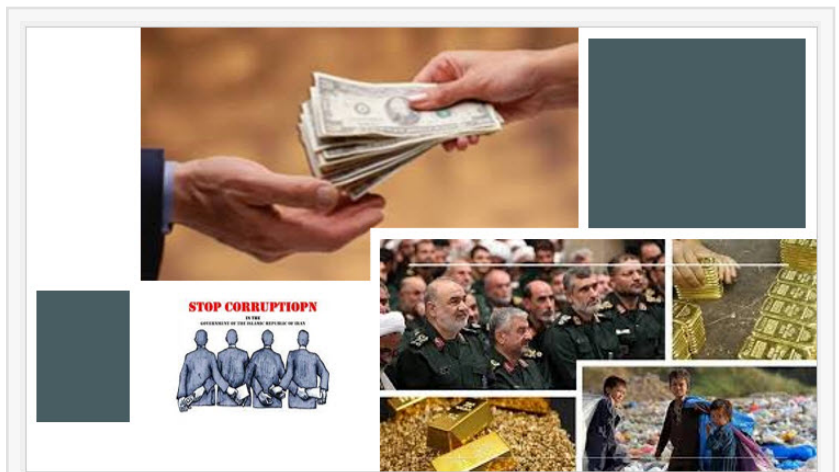 STOP CORRUPTIOPN
IN THE
GOVERNMENT OF THE ISLAMIC REPUBLIC OF IRAN